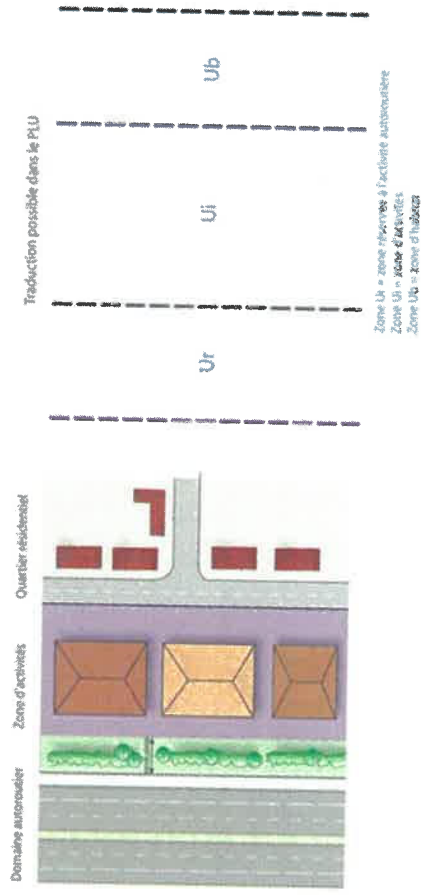 Domaine autoroutier
Zone d'activités
Quartier résidentiel
Traduction possible dans le PLU
Ur
Ui
Ub
Zone Ur = zone réservée à l'activité autoroutière
Zone Ui = zone d'activités
Zone Ub = zone d'habitat